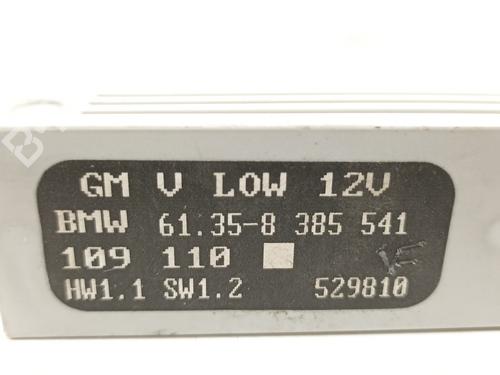 GM V LOW 12V
BMW 61.35-8 385 541
109 110
HW1.1 SW1.2 529810